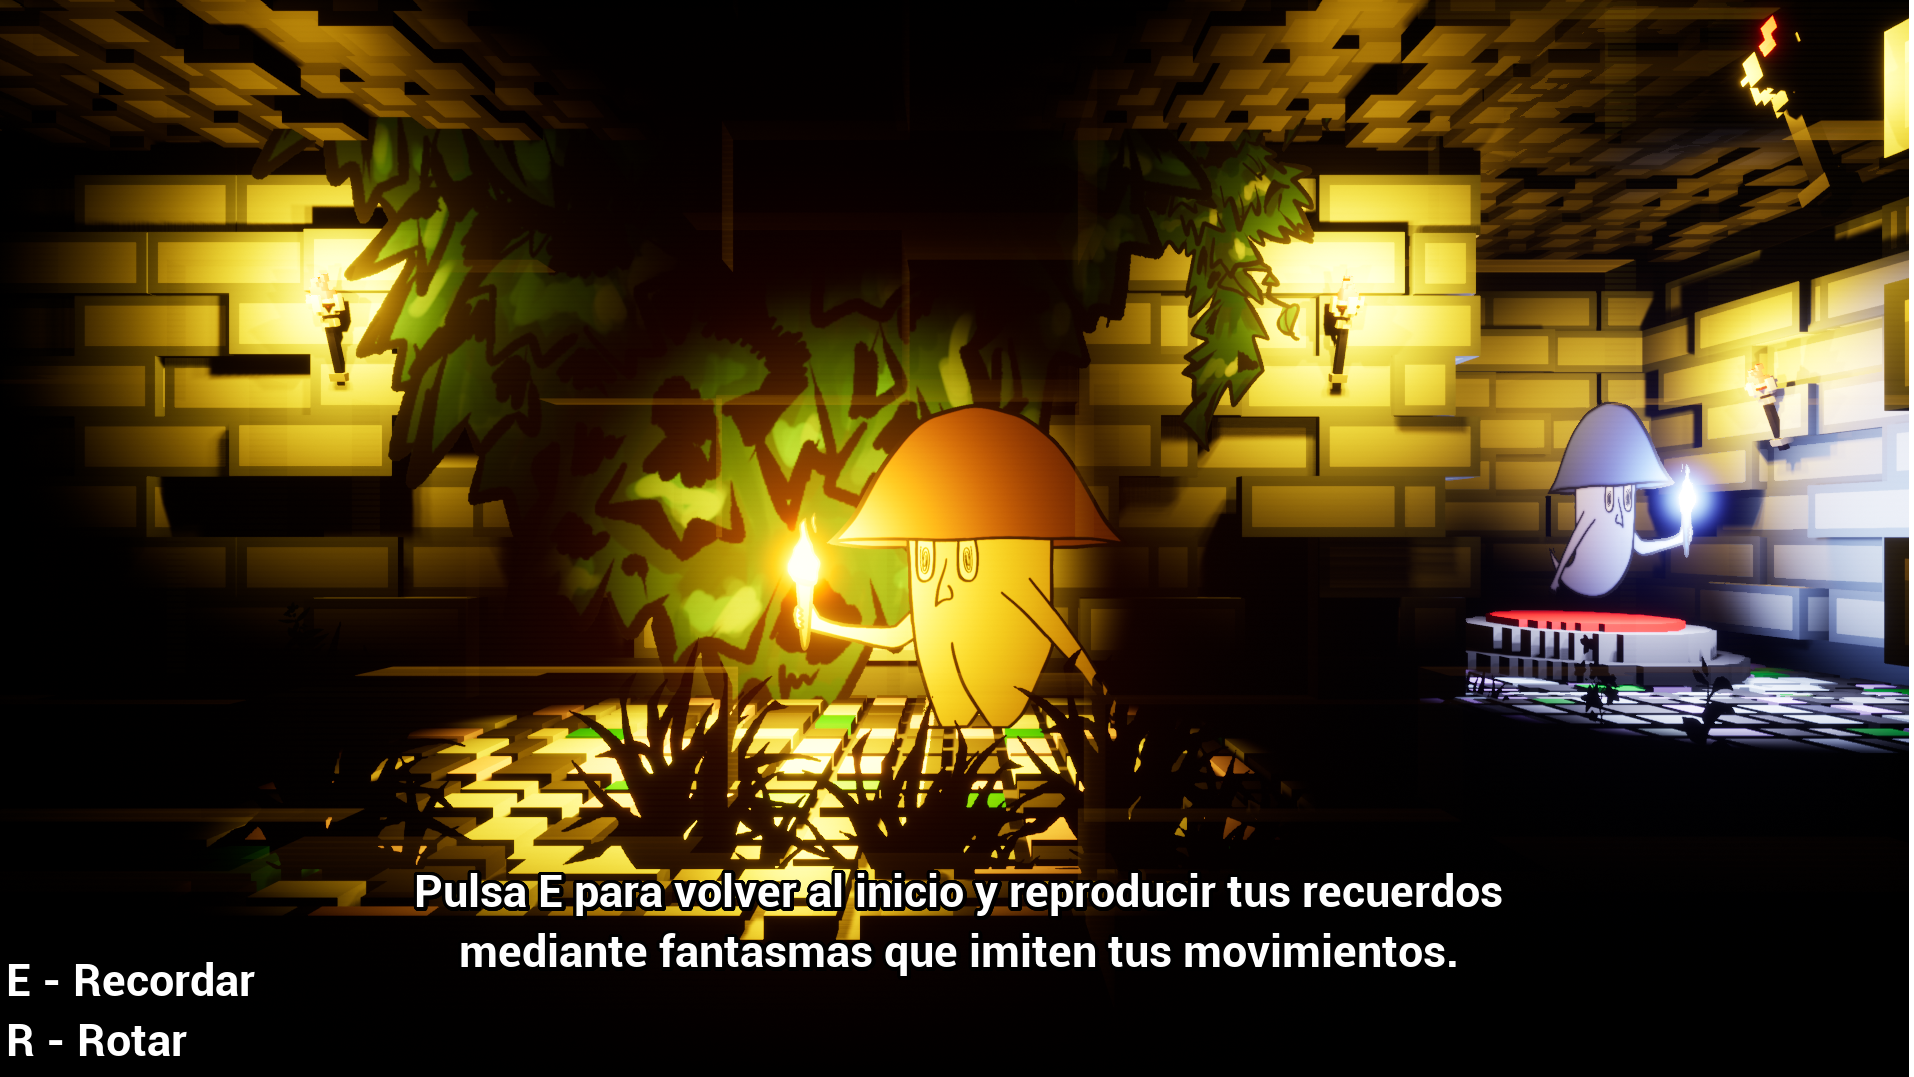 Pulsa E para volver al inicio y reproducir tus recuerdos
mediante fantasmas que imiten tus movimientos.
E - Recordar
R - Rotar